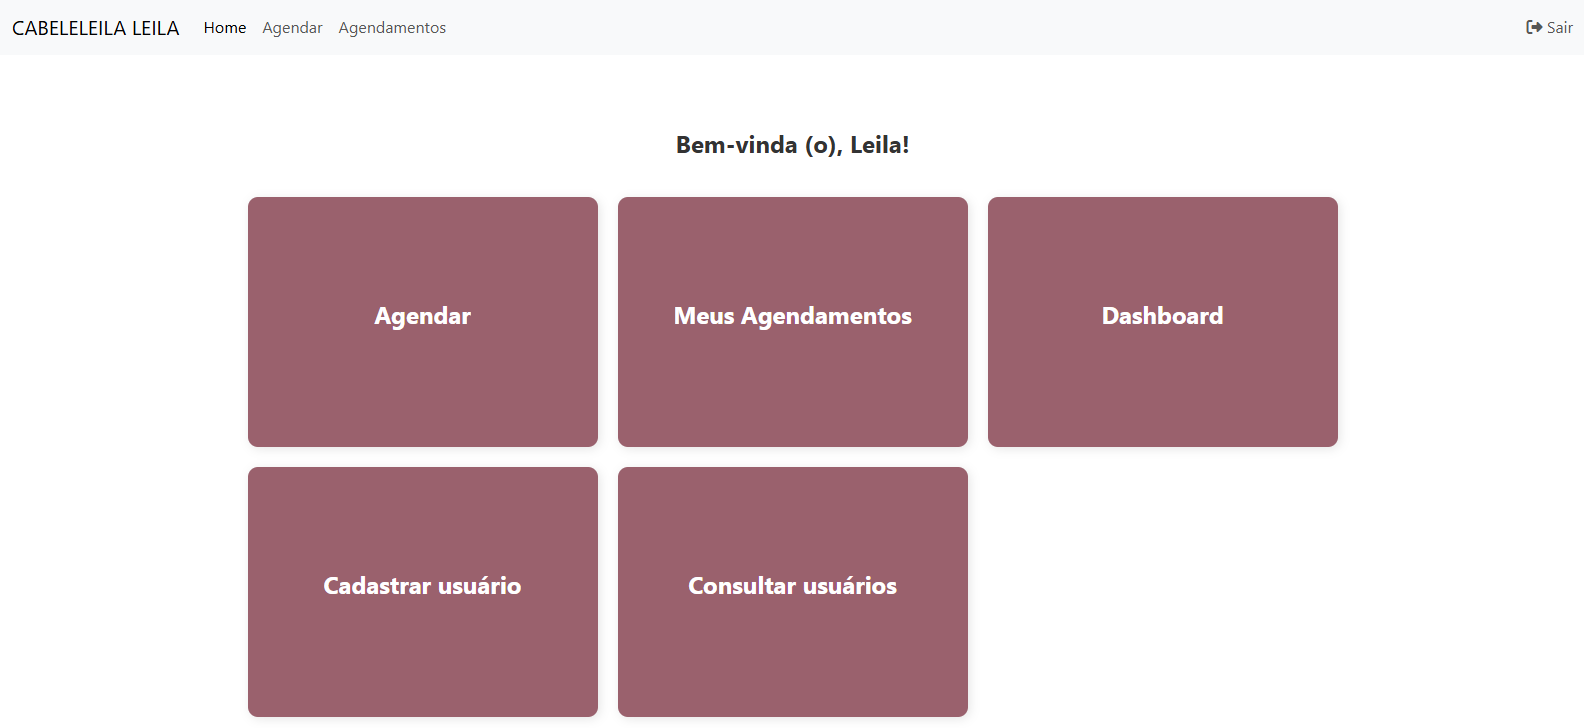 CABELELEILA LEILA Home Agendar Agendamentos Sair
Bem-vinda (o), Leila!
Agendar Meus Agendamentos Dashboard
Cadastrar usuário Consultar usuários